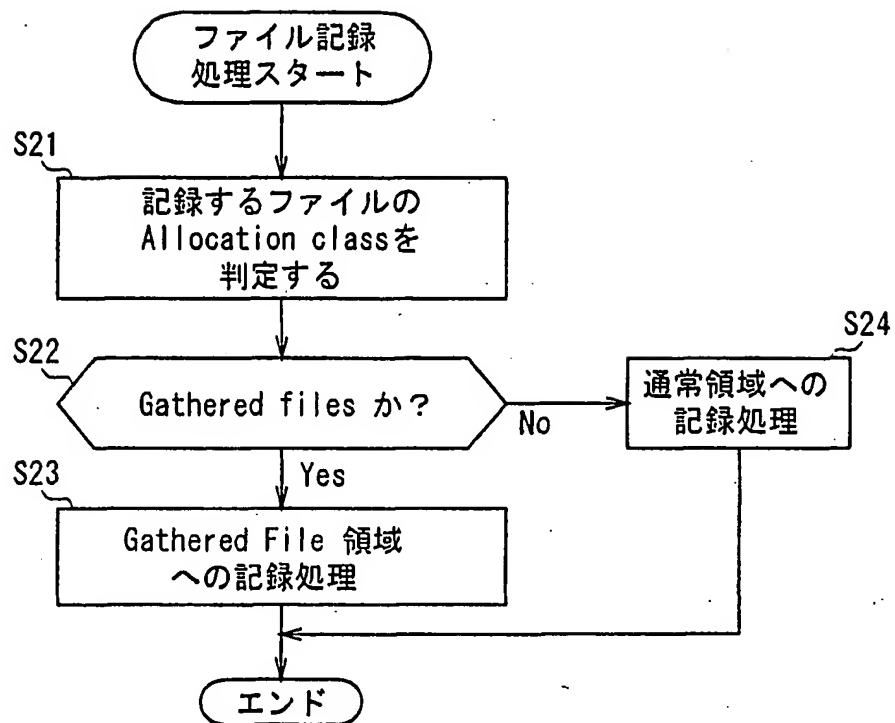 ファイル記録
処理スタート
S21
記録するファイルの
Allocation classを
判定する
S22
Gathered files か?
No
S24
通常領域への
記録処理
Yes
S23
Gathered File 領域
への記録処理
エンド